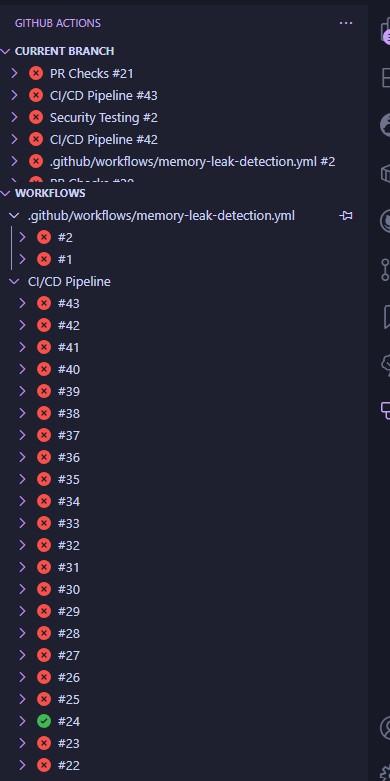 GITHUB ACTIONS
CURRENT BRANCH
PR Checks #21
CI/CD Pipeline #43
Security Testing #2
CI/CD Pipeline #42
.github/workflows/memory-leak-detection.yml #2
PR Checks #20
WORKFLOWS
.github/workflows/memory-leak-detection.yml
#2
#1
CI/CD Pipeline
#43
#42
#41
#40
#39
#38
#37
#36
#35
#34
#33
#32
#31
#30
#29
#28
#27
#26
#25
#24
#23
#22